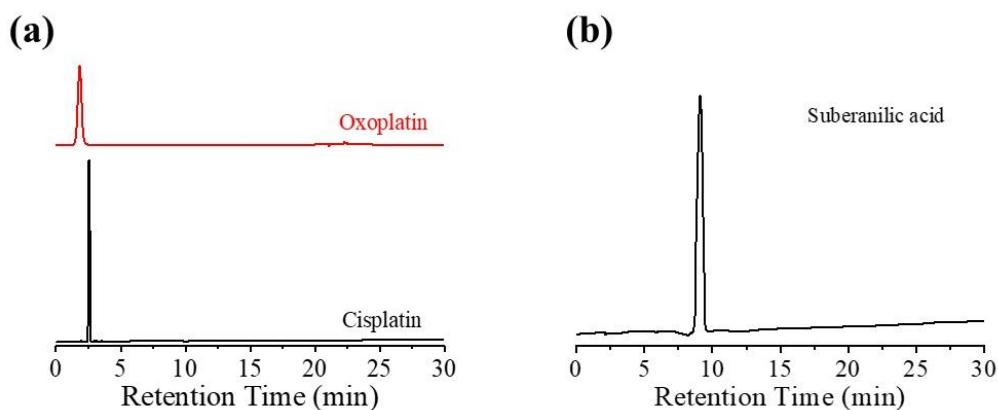 (a)
Oxoplatin
Cisplatin
0 5 10 15 20 25 30
Retention Time (min)
(b)
Suberanilic acid
0 5 10 15 20 25 30
Retention Time (min)